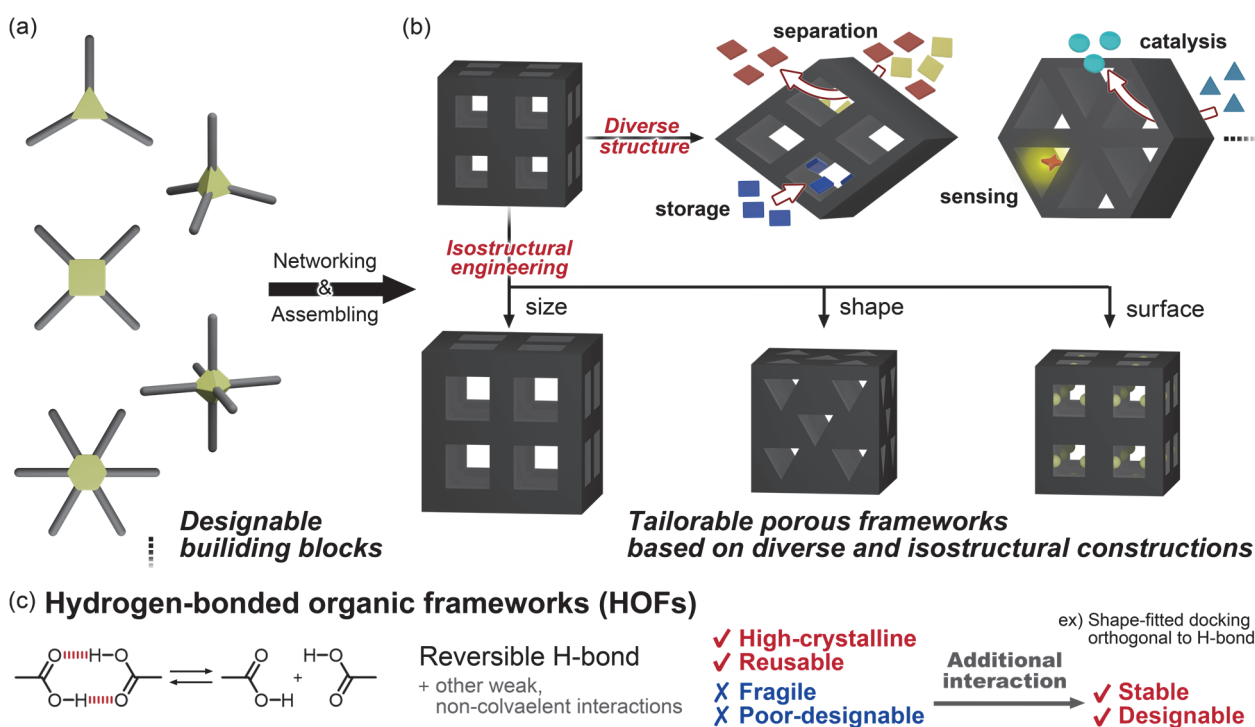 (a)
Designable
builiding blocks
Networking
&
Assembling
(b)
separation
catalysis
Diverse
structure
storage
sensing
Isostructural
engineering
size
shape
surface
Tailorable porous frameworks
based on diverse and isostructural constructions
(c) Hydrogen-bonded organic frameworks (HOFs)
O H-O
O-H O
O
O-H
+
H-O
O
Reversible H-bond
+ other weak,
non-colvaelent interactions
✓ High-crystalline
✓ Reusable
✗ Fragile
✗ Poor-designable
Additional
interaction
ex) Shape-fitted docking
orthogonal to H-bond
✓ Stable
✓ Designable